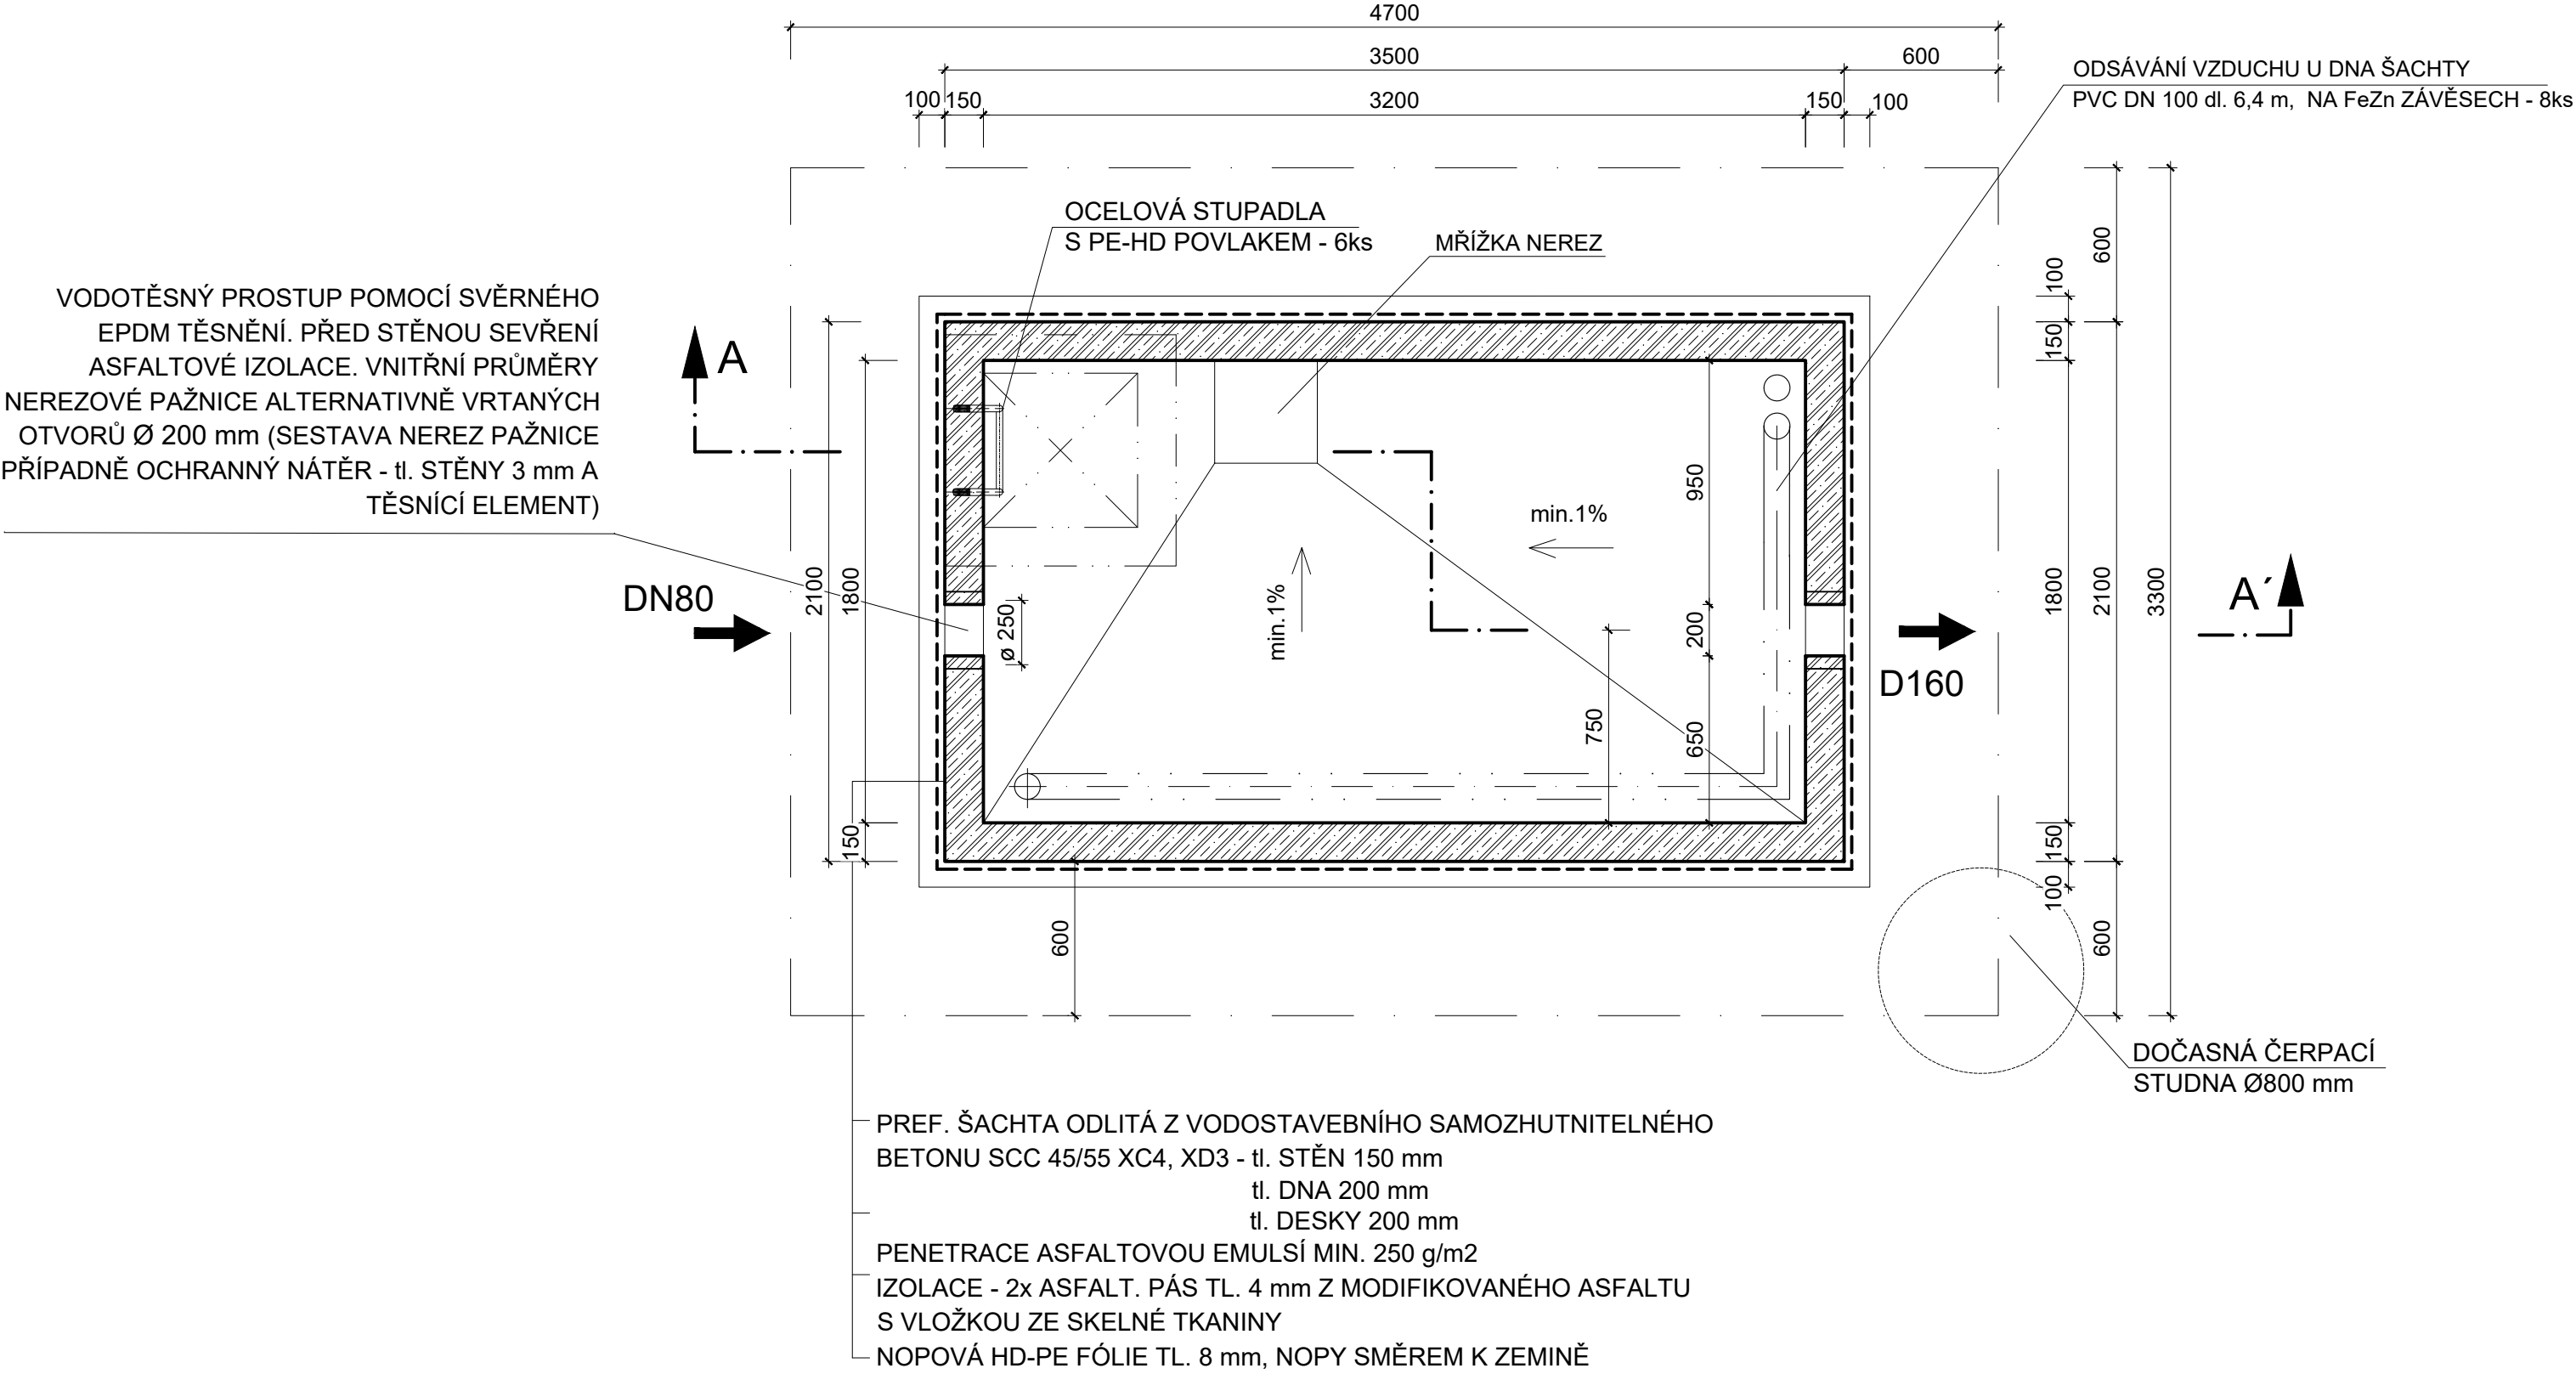 4700
3500
600
100
150
3200
150
100
ODSÁVÁNÍ VZDUCHU U DNA ŠACHTY
PVC DN 100 dl. 6,4 m, NA FeZn ZÁVĚSECH - 8ks
OCELOVÁ STUPADLA
S PE-HD POVLAKEM - 6ks
MŘÍŽKA NEREZ
VODOTĚSNÝ PROSTUP POMOCÍ SVĚRNÉHO
EPDM TĚSNĚNÍ. PŘED STĚNOU SEVŘENÍ
ASFALTOVÉ IZOLACE. VNITŘNÍ PRŮMĚRY
NEREZOVÉ PAŽNICE ALTERNATIVNĚ VRTANÝCH
OTVORŮ Ø 200 mm (SESTAVA NEREZ PAŽNICE
PŘÍPADNĚ OCHRANNÝ NÁTĚR - tl. STĚNY 3 mm A
TĚSNÍCÍ ELEMENT)
A
DN80
2100
1800
150
ø 250
min.1%
min.1%
950
200
650
750
600
D160
A´
100
150
1800
150
100
600
2100
600
3300
DOČASNÁ ČERPACÍ
STUDNA Ø800 mm
PREF. ŠACHTA ODLITÁ Z VODOSTAVEBNÍHO SAMOZHUTNITELNÉHO
BETONU SCC 45/55 XC4, XD3 - tl. STĚN 150 mm
tl. DNA 200 mm
tl. DESKY 200 mm
PENETRACE ASFALTOVOU EMULSÍ MIN. 250 g/m2
IZOLACE - 2x ASFALT. PÁS TL. 4 mm Z MODIFIKOVANÉHO ASFALTU
S VLOŽKOU ZE SKELNÉ TKANINY
NOPOVÁ HD-PE FÓLIE TL. 8 mm, NOPY SMĚREM K ZEMINĚ